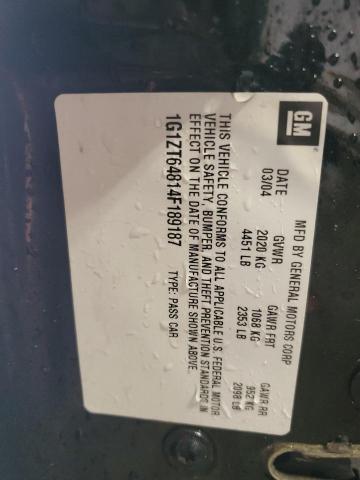 GM
MFD BY GENERAL MOTORS CORP
DATE GVWR GAWR FRT GAWR RR
03/04 2020 KG 1068 KG 952 KG
4451 LB 2353 LB 2098 LB
THIS VEHICLE CONFORMS TO ALL APPLICABLE U.S. FEDERAL MOTOR
VEHICLE SAFETY, BUMPER, AND THEFT PREVENTION STANDARDS IN
EFFECT ON THE DATE OF MANUFACTURE SHOWN ABOVE.
1G1ZT64814F189187 TYPE: PASS CAR